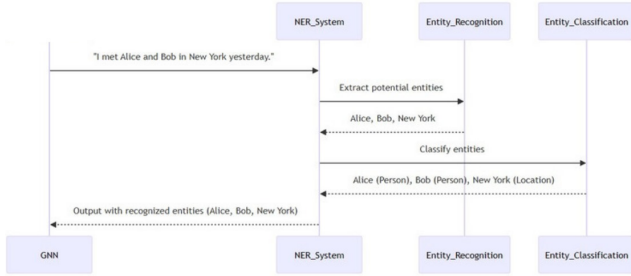 NER_System
Entity_Recognition
Entity_Classification
"I met Alice and Bob in New York yesterday."
Extract potential entities
Alice, Bob, New York
Classify entities
Alice (Person), Bob (Person), New York (Location)
Output with recognized entities (Alice, Bob, New York)
GNN
NER_System
Entity_Recognition
Entity_Classification